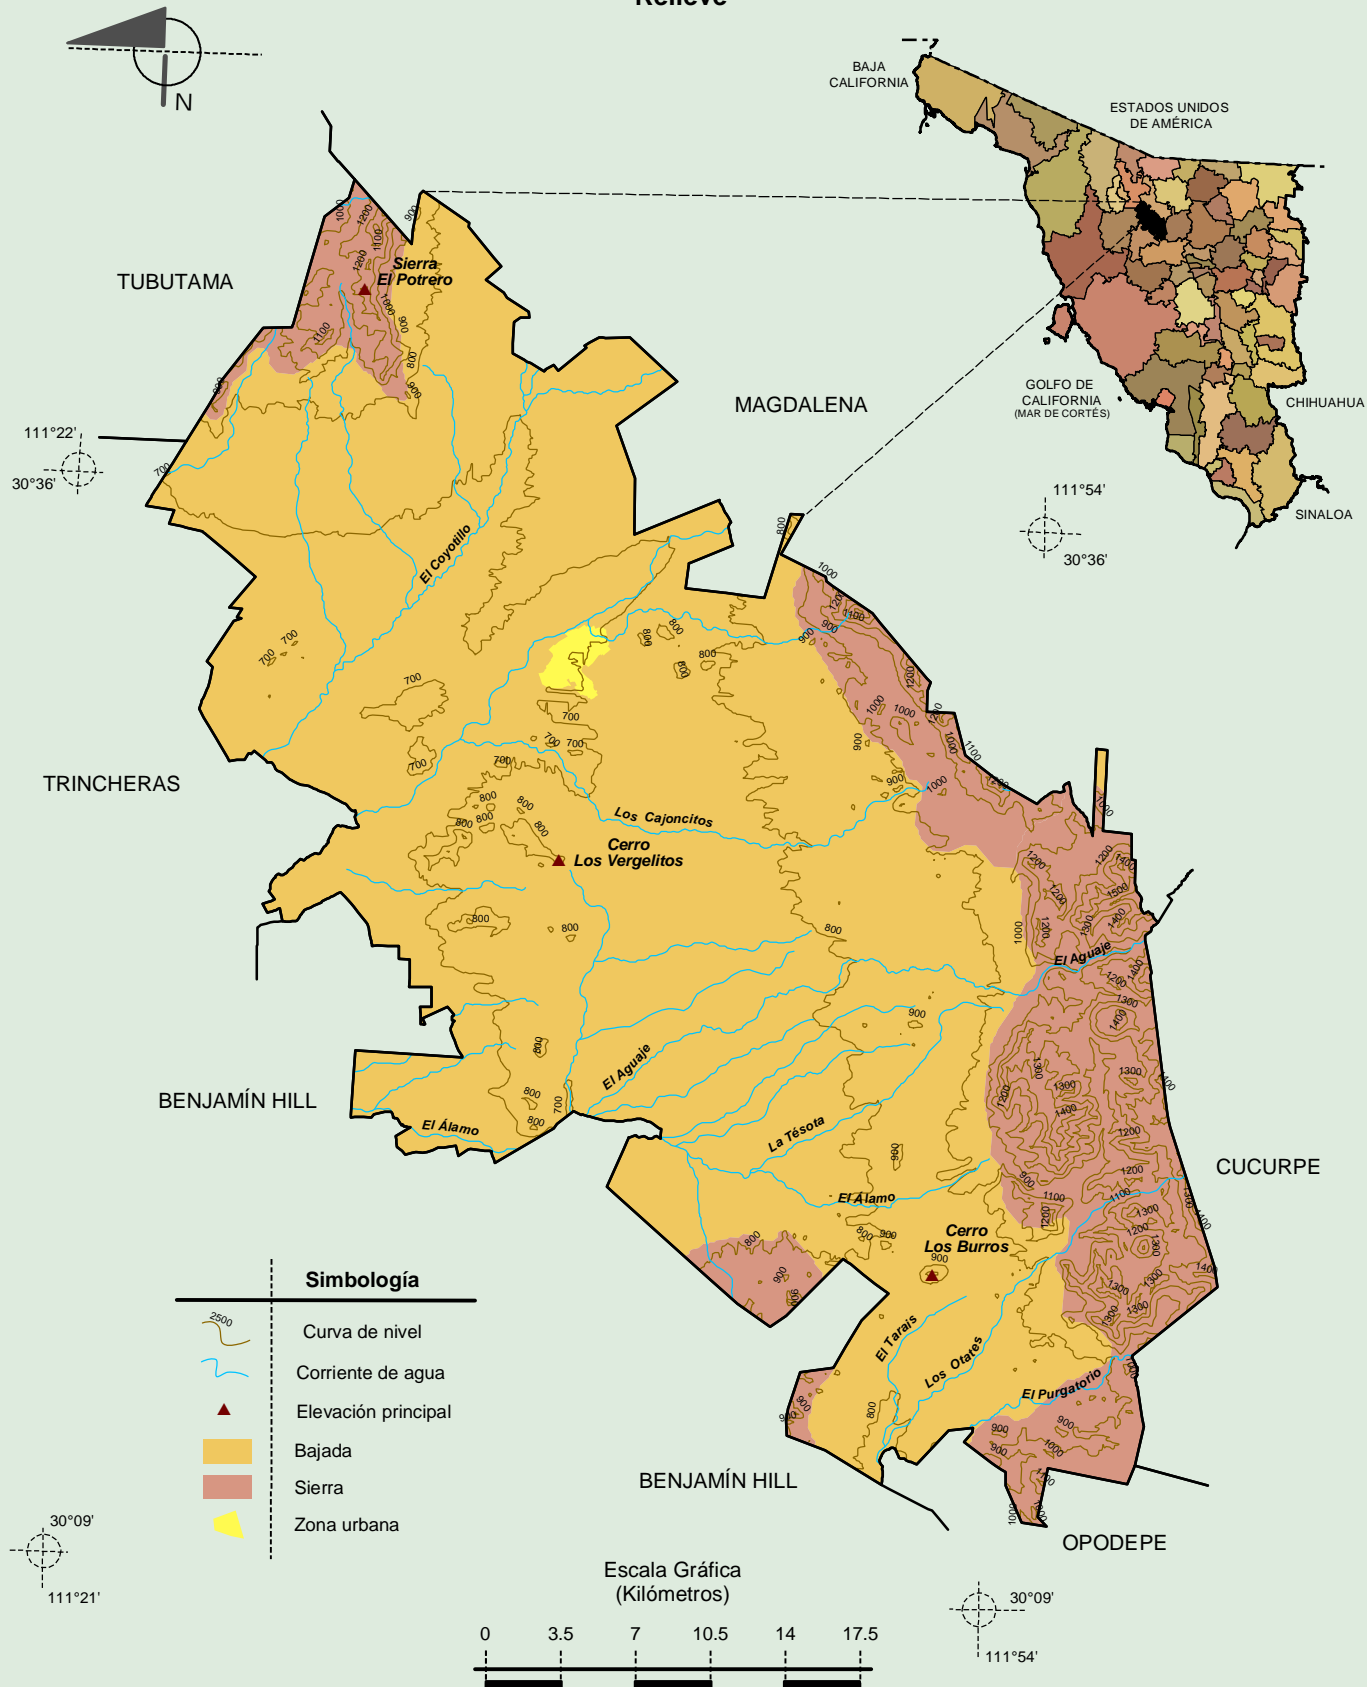 Relieve
N
BAJA
CALIFORNIA
ESTADOS UNIDOS
DE AMÉRICA
GOLFO DE
CALIFORNIA
(MAR DE CORTÉS)
CHIHUAHUA
SINALOA
TUBUTAMA
Sierra
El Potrero
MAGDALENA
111°22'
30°36'
111°54'
30°36'
El Coyotillo
TRINCHERAS
Los Cajoncitos
Cerro
Los Vergelitos
El Aguaje
El Aguaje
BENJAMÍN HILL
El Álamo
La Tésota
El Álamo
CUCURPE
Cerro
Los Burros
El Tarais
Los Otates
El Purgatorio
BENJAMÍN HILL
OPODEPE
Simbología
2500
Curva de nivel
Corriente de agua
Elevación principal
Bajada
Sierra
Zona urbana
30°09'
111°21'
30°09'
111°54'
Escala Gráfica
(Kilómetros)
0 3.5 7 10.5 14 17.5